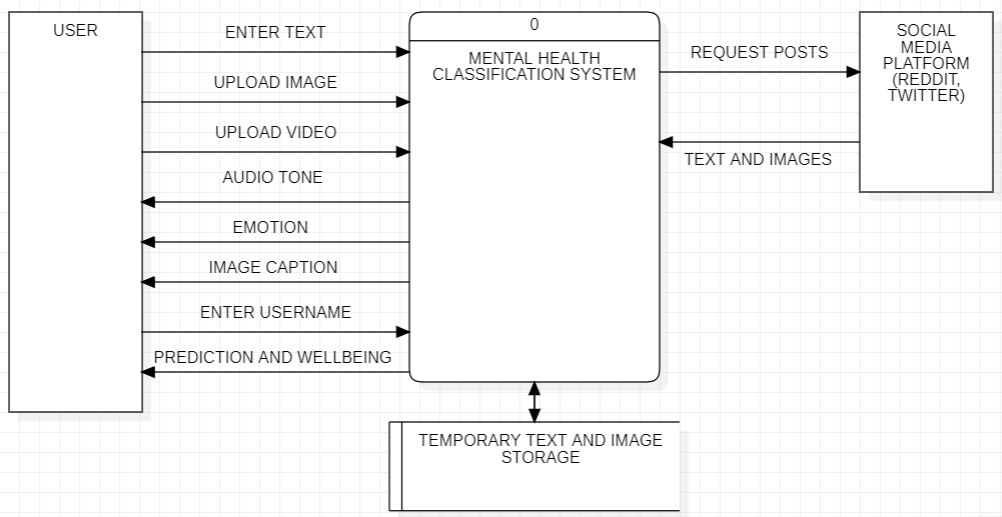 USER
ENTER TEXT
UPLOAD IMAGE
UPLOAD VIDEO
AUDIO TONE
EMOTION
IMAGE CAPTION
ENTER USERNAME
PREDICTION AND WELLBEING
0
MENTAL HEALTH
CLASSIFICATION SYSTEM
REQUEST POSTS
TEXT AND IMAGES
SOCIAL
MEDIA
PLATFORM
(REDDIT,
TWITTER)
TEMPORARY TEXT AND IMAGE
STORAGE